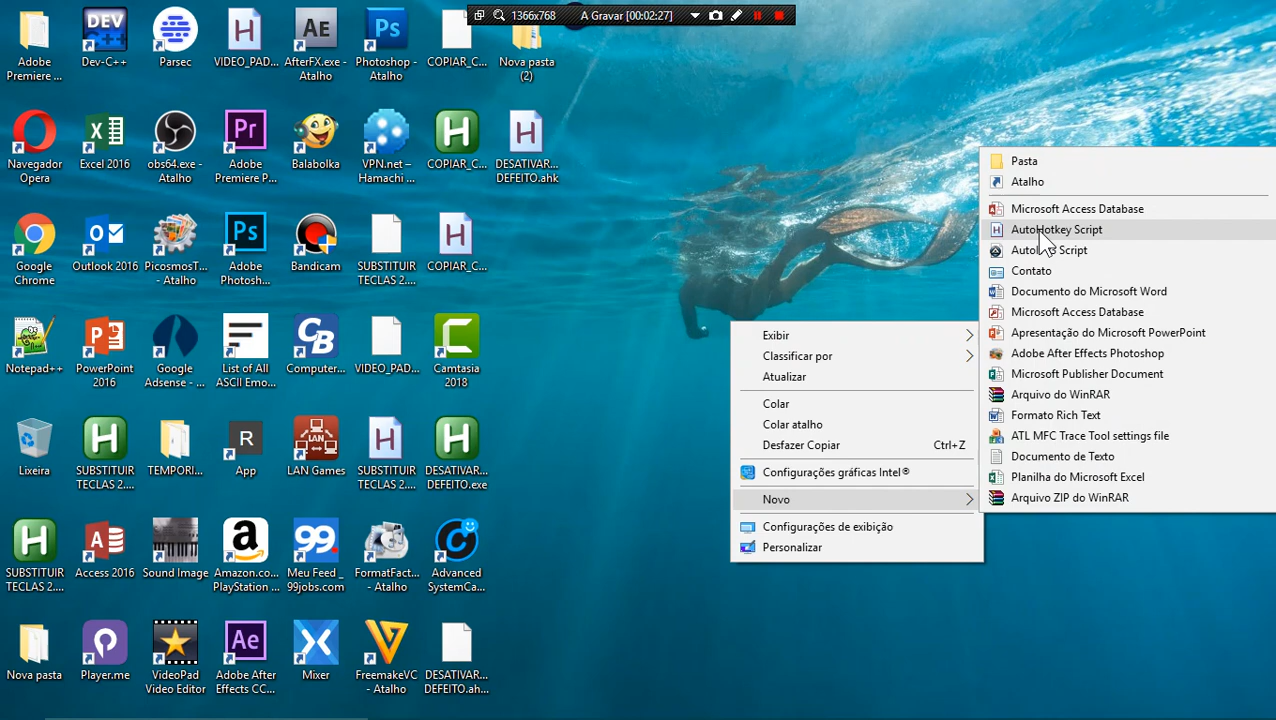 1366x768
A Gravar [00:02:27]
Adobe
Premiere ...
Dev-C++
Parsec
VIDEO_PAD...
AfterFX.exe -
Atalho
Photoshop -
Atalho
COPIAR_C...
Nova pasta
(2)
Navegador
Opera
Excel 2016
obs64.exe -
Atalho
Adobe
Premiere P...
Balabolka
VPN.net –
Hamachi ...
COPIAR_C...
DESATIVAR...
DEFEITO.ahk
Google
Chrome
Outlook 2016
PicosmosT...
- Atalho
Adobe
Photosh...
Bandicam
SUBSTITUIR
TECLAS 2....
COPIAR_C...
Notepad++
PowerPoint
2016
Google
Adsense - ...
List of All
ASCII Emo...
Computer...
VIDEO_PAD...
Camtasia
2018
Lixeira
SUBSTITUIR
TECLAS 2....
TEMPORI...
App
LAN Games
SUBSTITUIR
TECLAS 2....
DESATIVAR...
DEFEITO.exe
SUBSTITUIR
TECLAS 2....
Access 2016
Sound Image
Amazon.co...
PlayStation ...
Meu Feed _
99jobs.com
FormatFact...
- Atalho
Advanced
SystemCa...
Nova pasta
Player.me
VideoPad
Video Editor
Adobe After
Effects CC...
Mixer
FreemakeVC
- Atalho
DESATIVAR...
DEFEITO.ah...
Exibir
Classificar por
Atualizar
Colar
Colar atalho
Desfazer Copiar Ctrl+Z
Configurações gráficas Intel®
Novo
Configurações de exibição
Personalizar
Pasta
Atalho
Microsoft Access Database
AutoHotkey Script
Script
Contato
Documento do Microsoft Word
Microsoft Access Database
Apresentação do Microsoft PowerPoint
Adobe After Effects Photoshop
Microsoft Publisher Document
Arquivo do WinRAR
Formato Rich Text
ATL MFC Trace Tool settings file
Documento de Texto
Planilha do Microsoft Excel
Arquivo ZIP do WinRAR